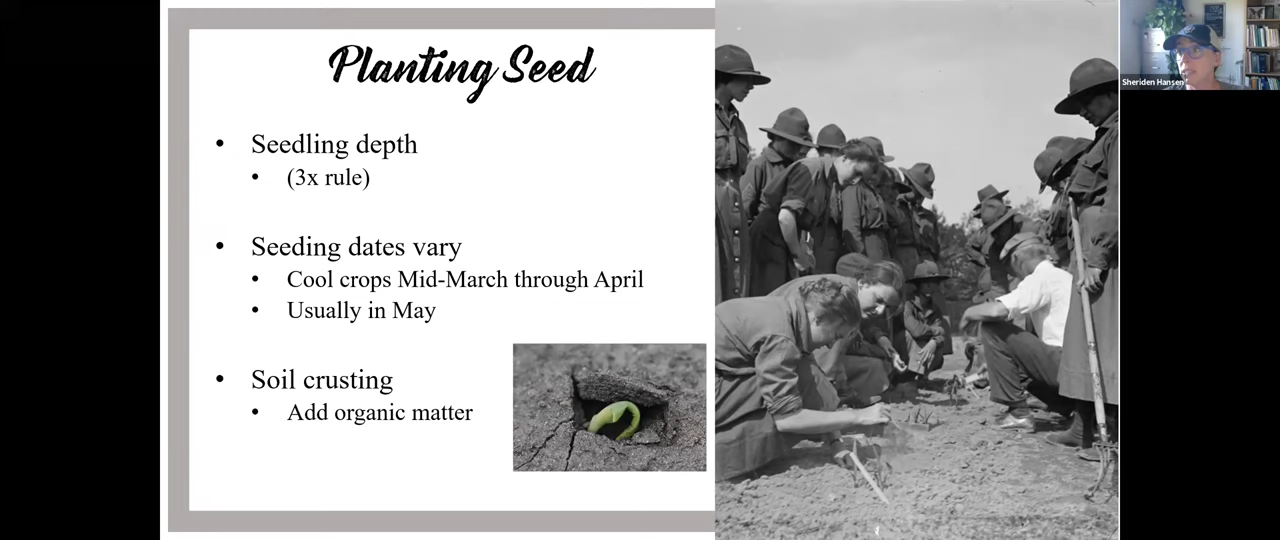 Planting Seed
• Seedling depth
• (3x rule)
• Seeding dates vary
• Cool crops Mid-March through April
• Usually in May
• Soil crusting
• Add organic matter
Sheriden Hansen